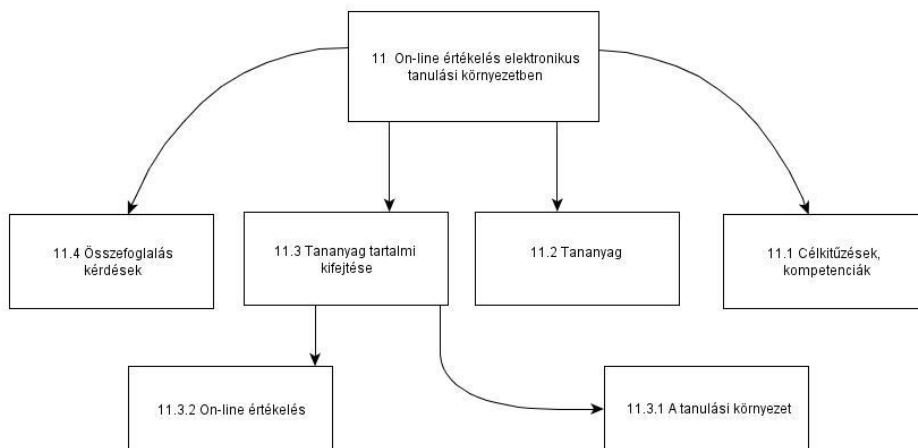 11 On-line értékelés elektronikus
tanulási környezetben
11.4 Összefoglalás
kérdések
11.3 Tananyag tartalmi
kifejtése
11.2 Tananyag
11.1 Célkitűzések,
kompetenciák
11.3.2 On-line értékelés
11.3.1 A tanulási környezet